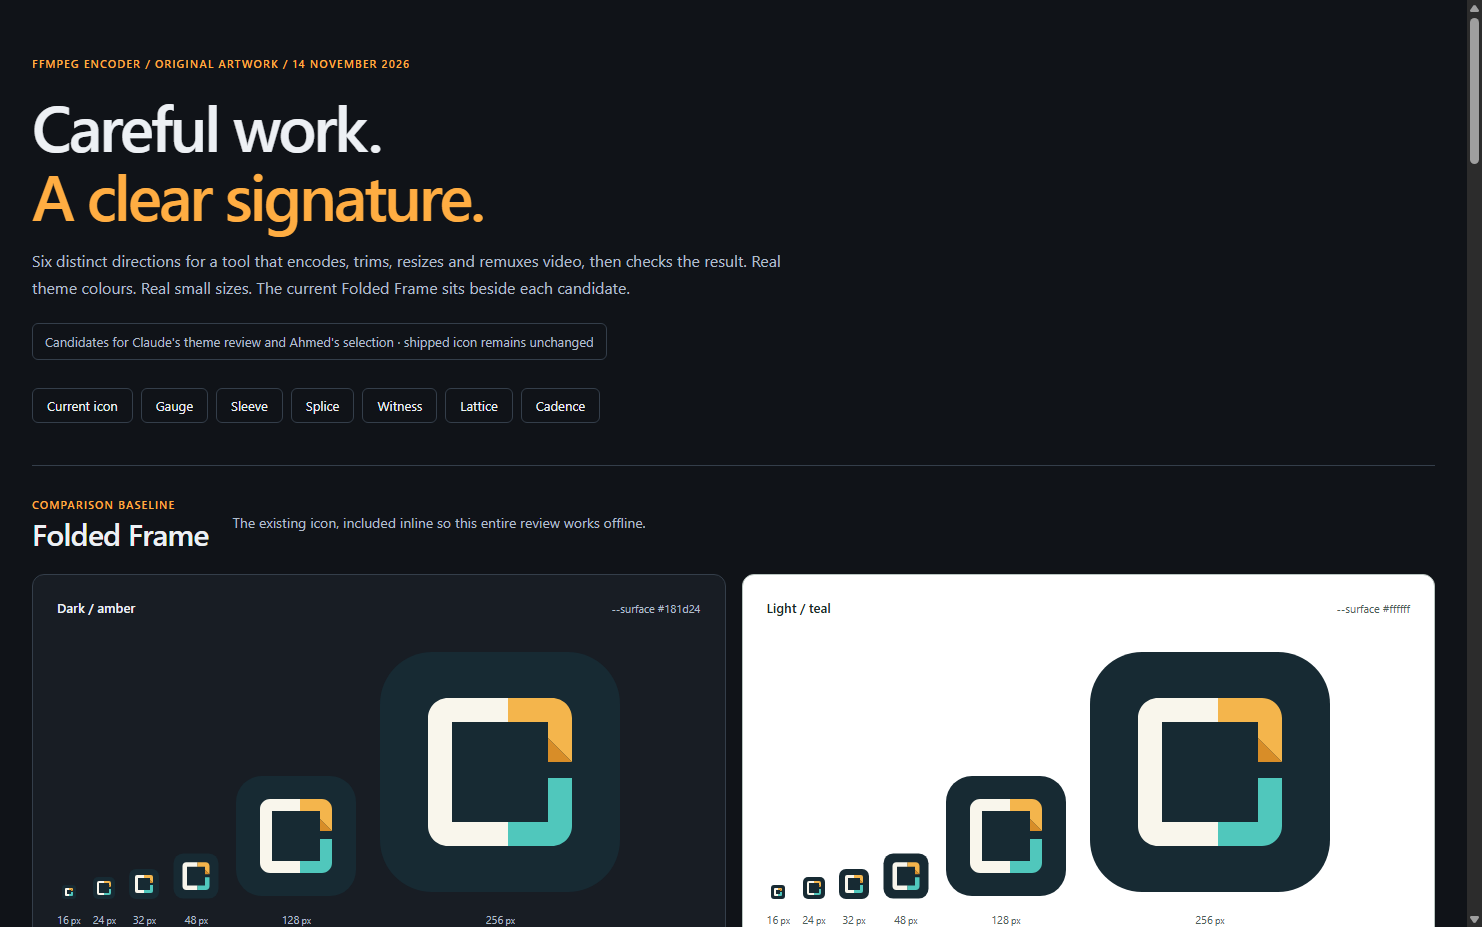 FFMPEG ENCODER / ORIGINAL ARTWORK / 14 NOVEMBER 2026
Careful work.
A clear signature.
Six distinct directions for a tool that encodes, trims, resizes and remuxes video, then checks the result. Real
theme colours. Real small sizes. The current Folded Frame sits beside each candidate.
Candidates for Claude's theme review and Ahmed's selection · shipped icon remains unchanged
Current icon Gauge Sleeve Splice Witness Lattice Cadence
COMPARISON BASELINE
Folded Frame
The existing icon, included inline so this entire review works offline.
Dark / amber --surface #181d24
16 px 24 px 32 px 48 px 128 px 256 px
Light / teal --surface #ffffff
16 px 24 px 32 px 48 px 128 px 256 px